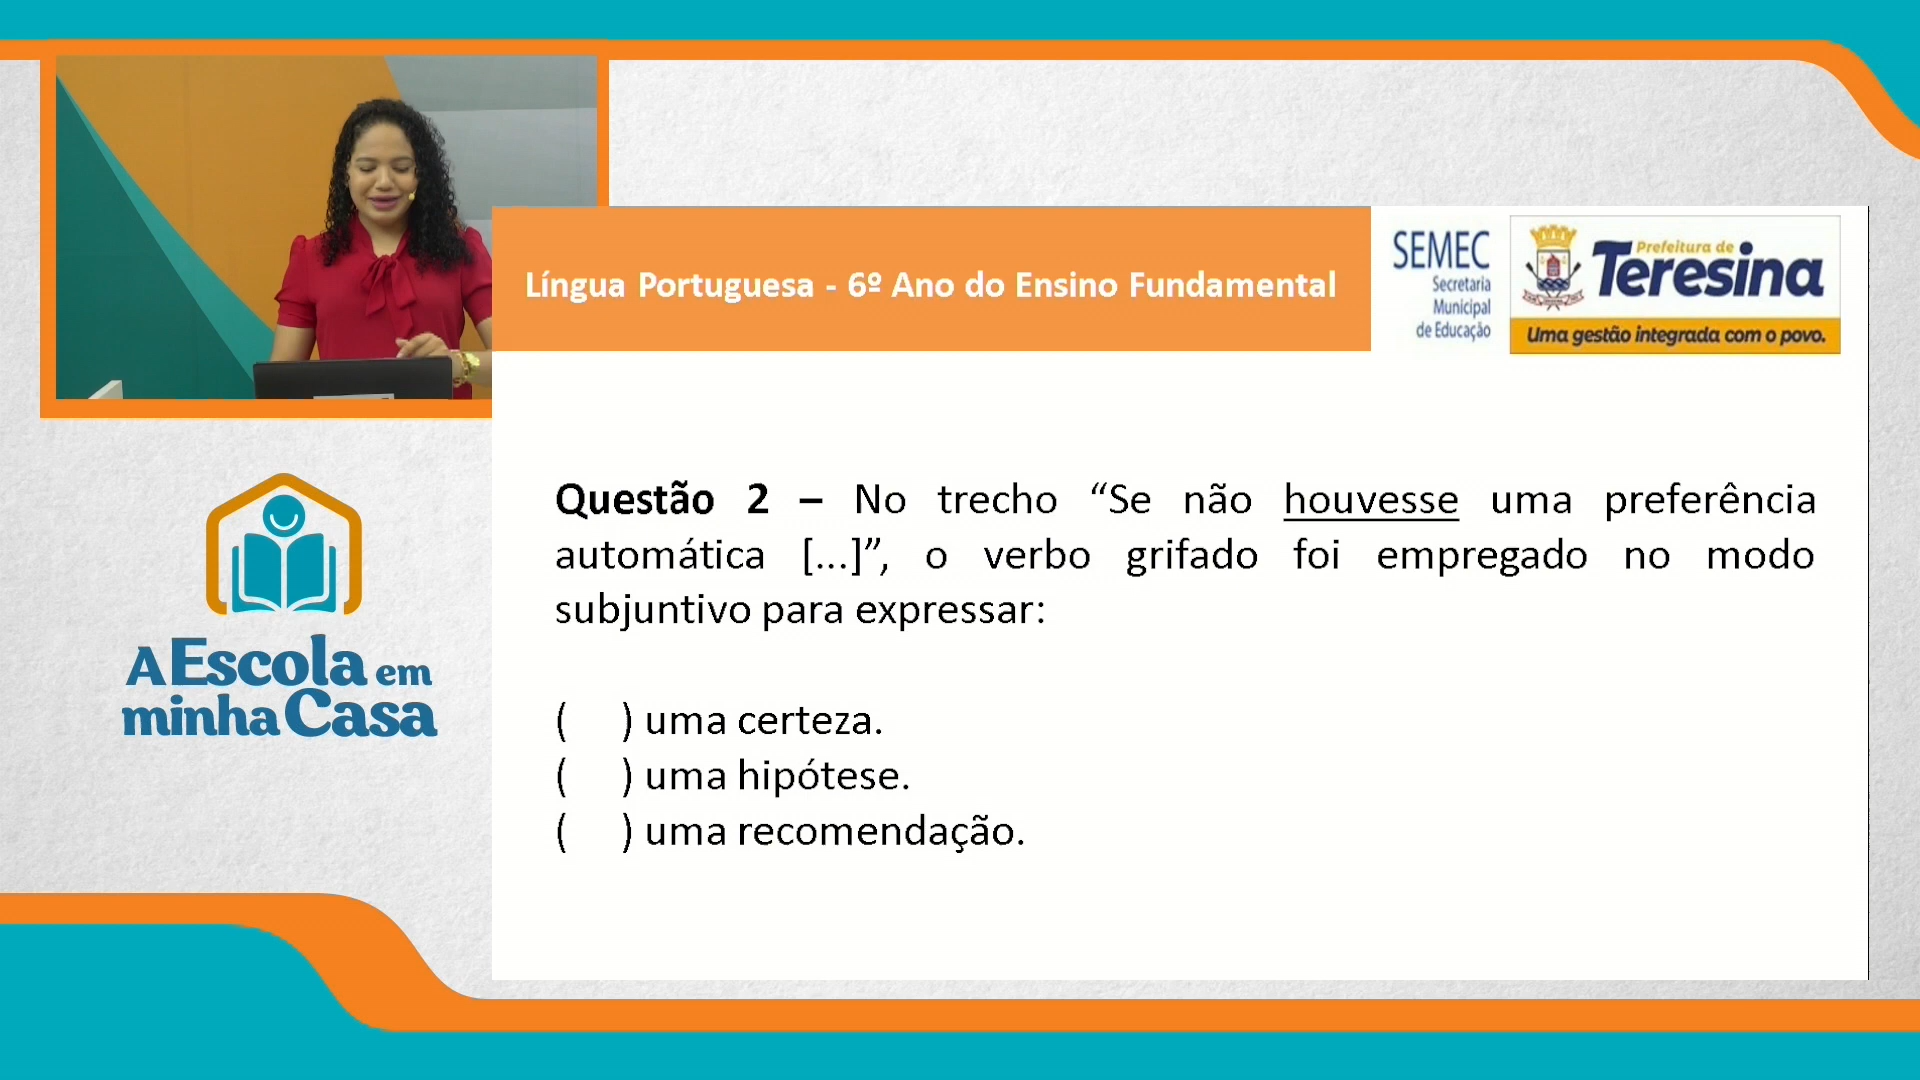 Língua Portuguesa - 6º Ano do Ensino Fundamental
SEMEC
Secretaria
Municipal
de Educação
Prefeitura de
Teresina
Uma gestão integrada com o povo.
Questão 2 – No trecho “Se não houvesse uma preferência
automática [...]”, o verbo grifado foi empregado no modo
subjuntivo para expressar:
( ) uma certeza.
( ) uma hipótese.
( ) uma recomendação.
A Escola em
minha Casa